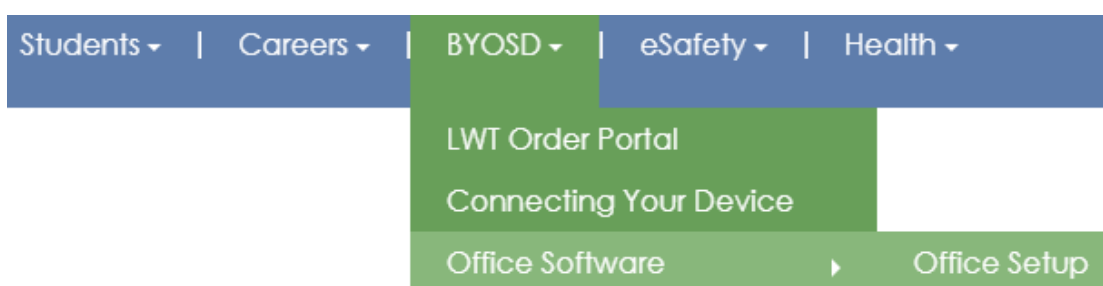 Students | Careers | BYOSD | eSafety | Health
LWT Order Portal
Connecting Your Device
Office Software Office Setup